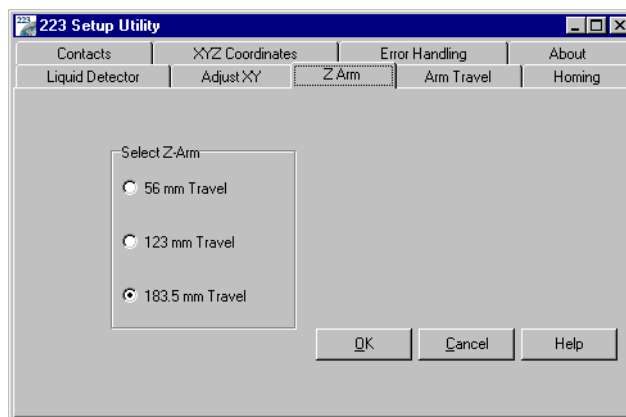 223
223 Setup Utility
Contacts XYZ Coordinates Error Handling About
Liquid Detector Adjust XY Z Arm Arm Travel Homing
Select Z-Arm
56 mm Travel
123 mm Travel
183.5 mm Travel
OK Cancel Help